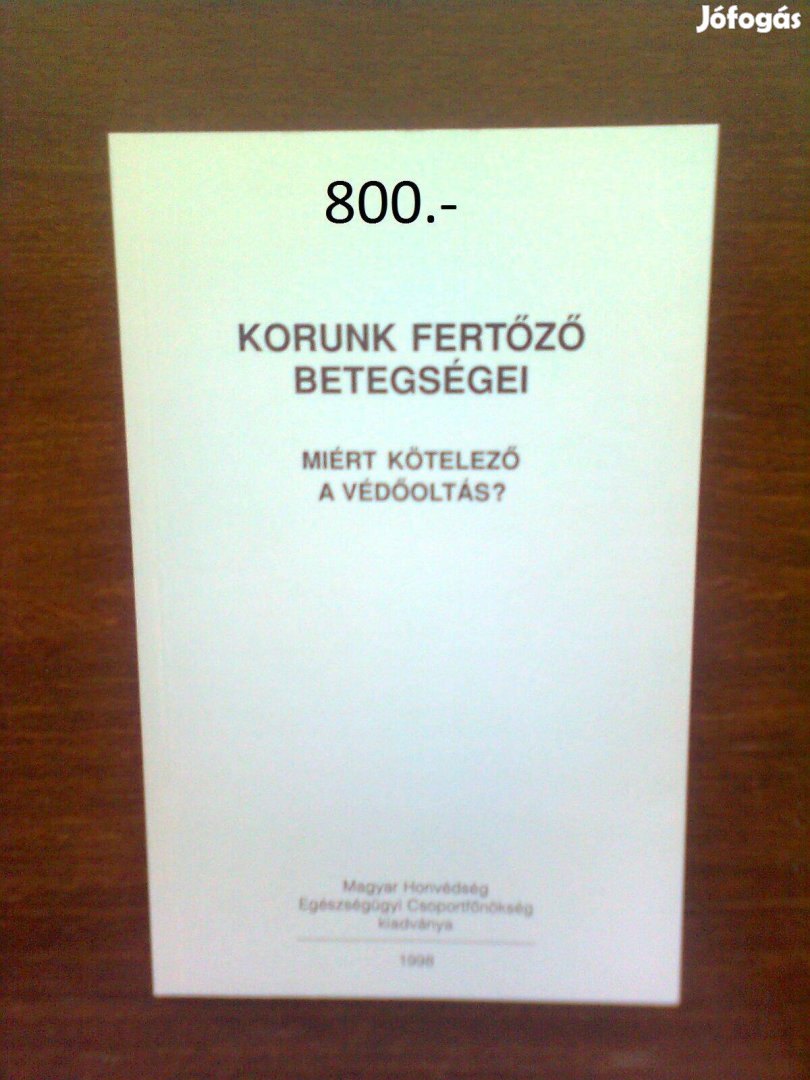 Jófogás
800.-
KORUNK FERTŐZŐ
BETEGSÉGEI
MIÉRT KÖTELEZŐ
A VÉDŐOLTÁS?
Magyar Honvédség
Egészségügyi Csoportfőnökség
kiadványa
1998